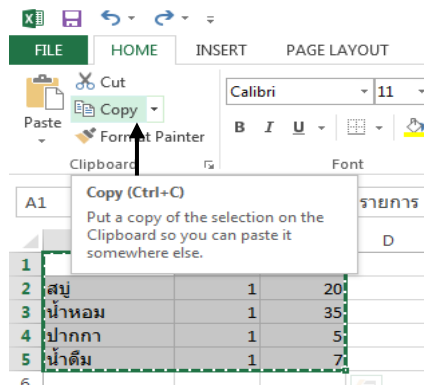 FILE HOME INSERT PAGE LAYOUT
Cut
Copy
Format Painter
Paste
Clipboard
Calibri 11
B I U
Font
A1 รายการ
Copy (Ctrl+C)
Put a copy of the selection on the
Clipboard so you can paste it
somewhere else.
D
1
2 สบู่ 1 20
3 น้ำหอม 1 35
4 ปากกา 1 5
5 น้ำดื่ม 1 7
6